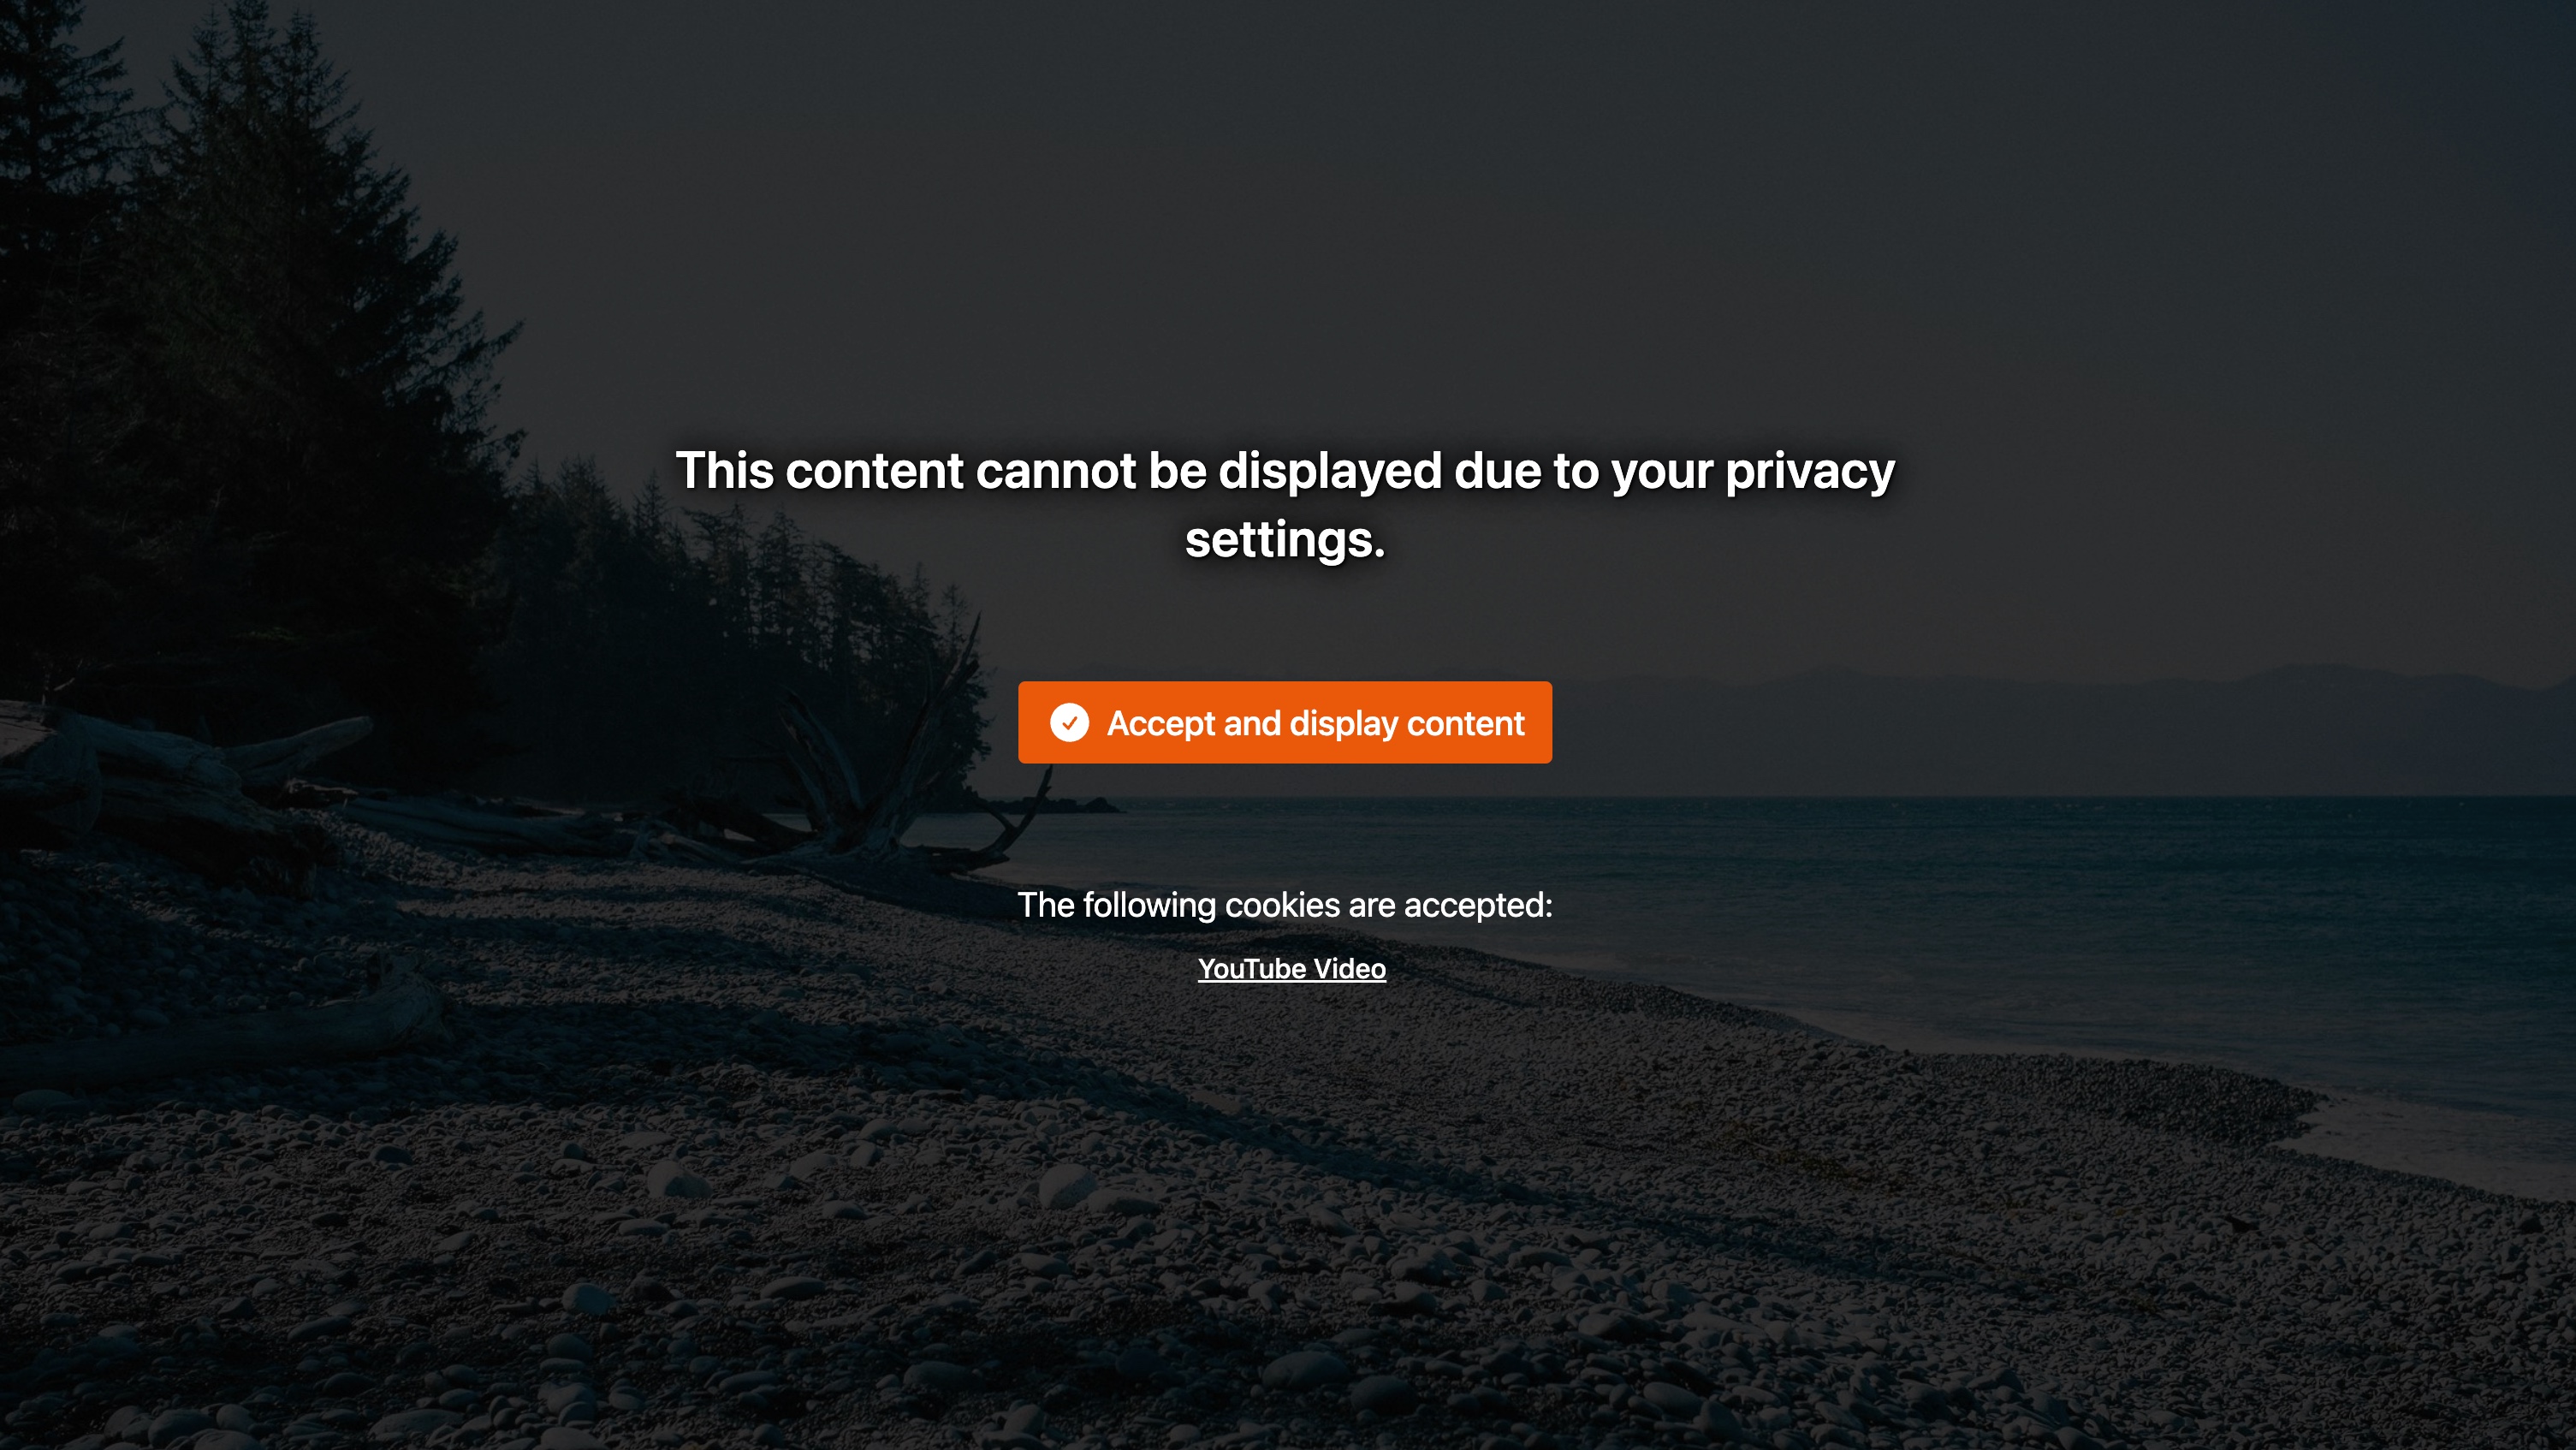 This content cannot be displayed due to your privacy
settings.
Accept and display content
The following cookies are accepted:
YouTube Video